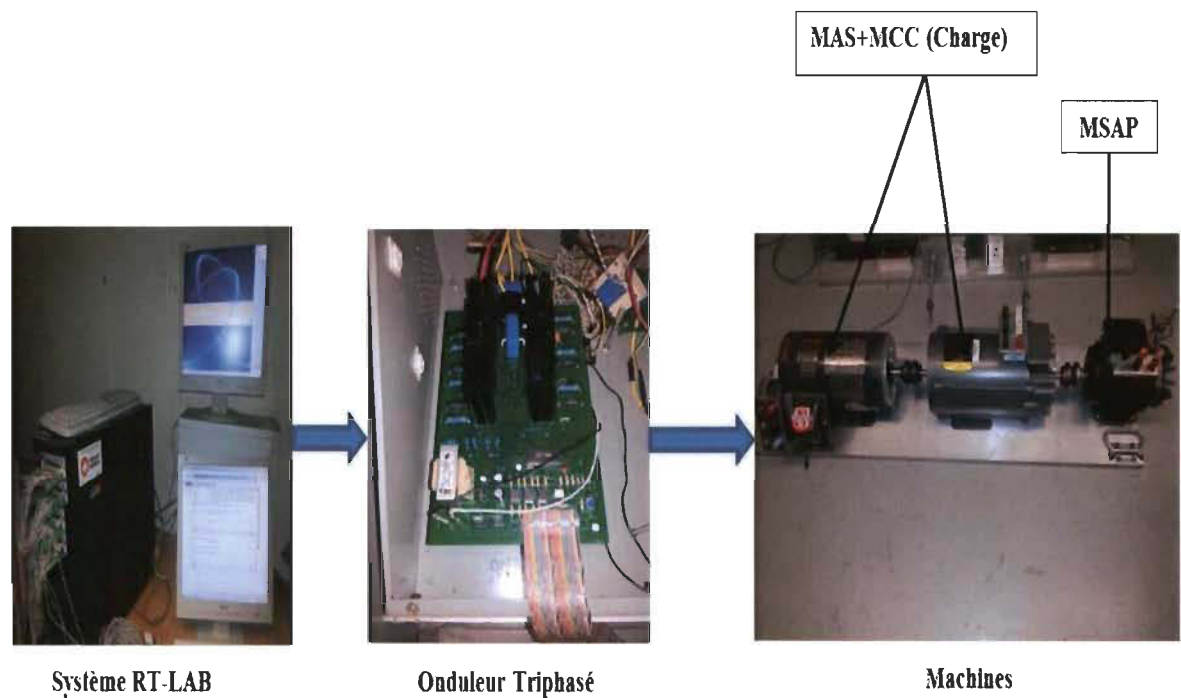 MAS+MCC (Charge)
MSAP
Système RT-LAB
Onduleur Triphasé
Machines